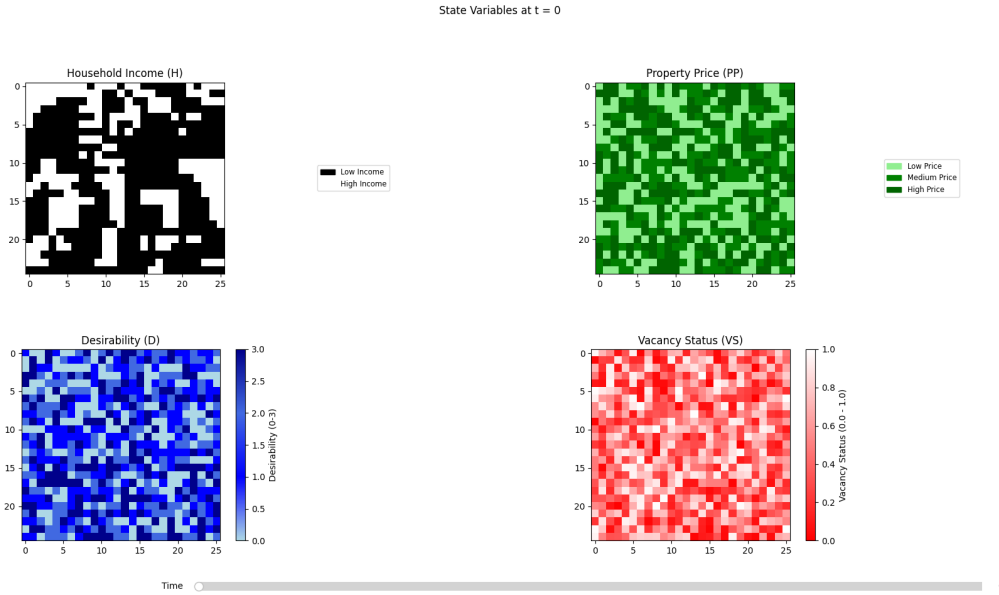 State Variables at t = 0
Household Income (H)
0
5
10
15
20
0 5 10 15 20 25
Low Income
High Income
Property Price (PP)
0
5
10
15
20
0 5 10 15 20 25
Low Price
Medium Price
High Price
Desirability (D)
0
5
10
15
20
0 5 10 15 20 25
3.0
2.5
2.0
1.5
1.0
0.5
0.0
Desirability (0-3)
Vacancy Status (VS)
0
5
10
15
20
0 5 10 15 20 25
1.0
0.8
0.6
0.4
0.2
0.0
Vacancy Status (0.0 - 1.0)
Time